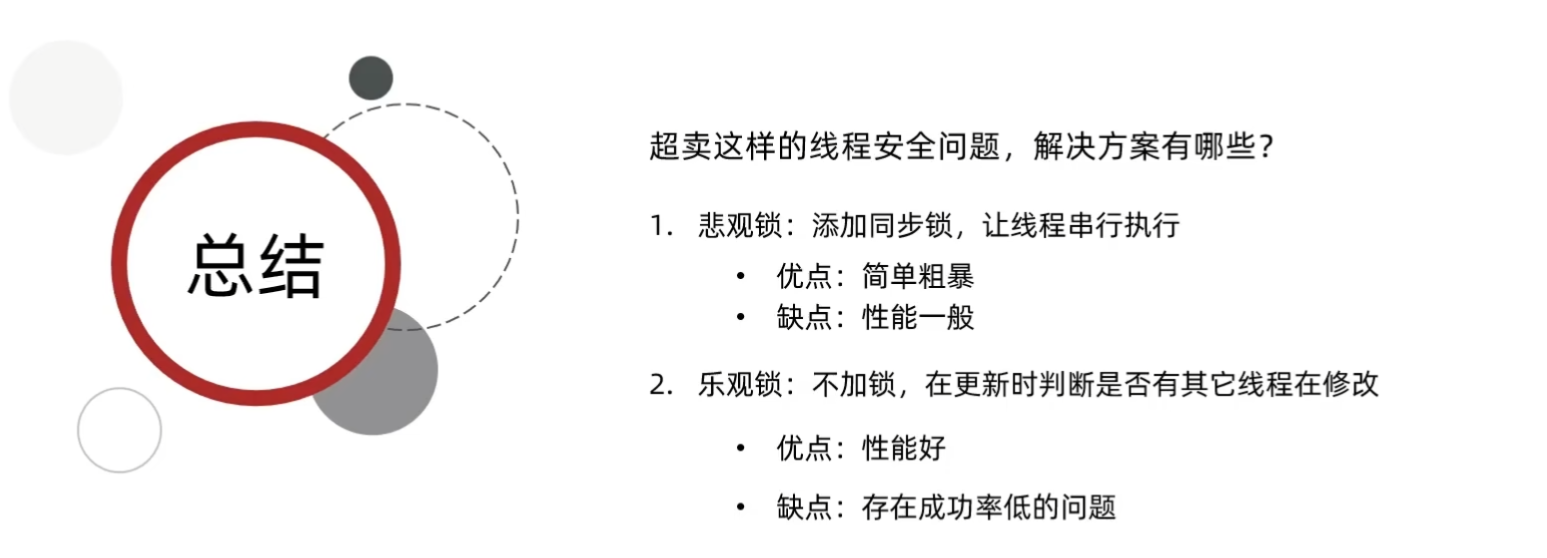 总结
超卖这样的线程安全问题，解决方案有哪些？
1. 悲观锁：添加同步锁，让线程串行执行
• 优点：简单粗暴
• 缺点：性能一般
2. 乐观锁：不加锁，在更新时判断是否有其它线程在修改
• 优点：性能好
• 缺点：存在成功率低的问题